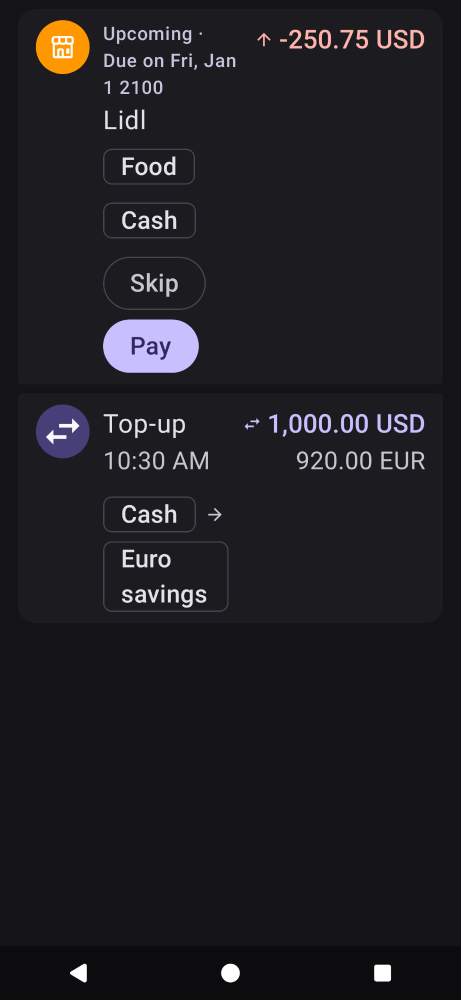 Upcoming ·
Due on Fri, Jan
1 2100
↑ -250.75 USD
Lidl
Food
Cash
Skip
Pay
Top-up
1,000.00 USD
10:30 AM
920.00 EUR
Cash →
Euro
savings